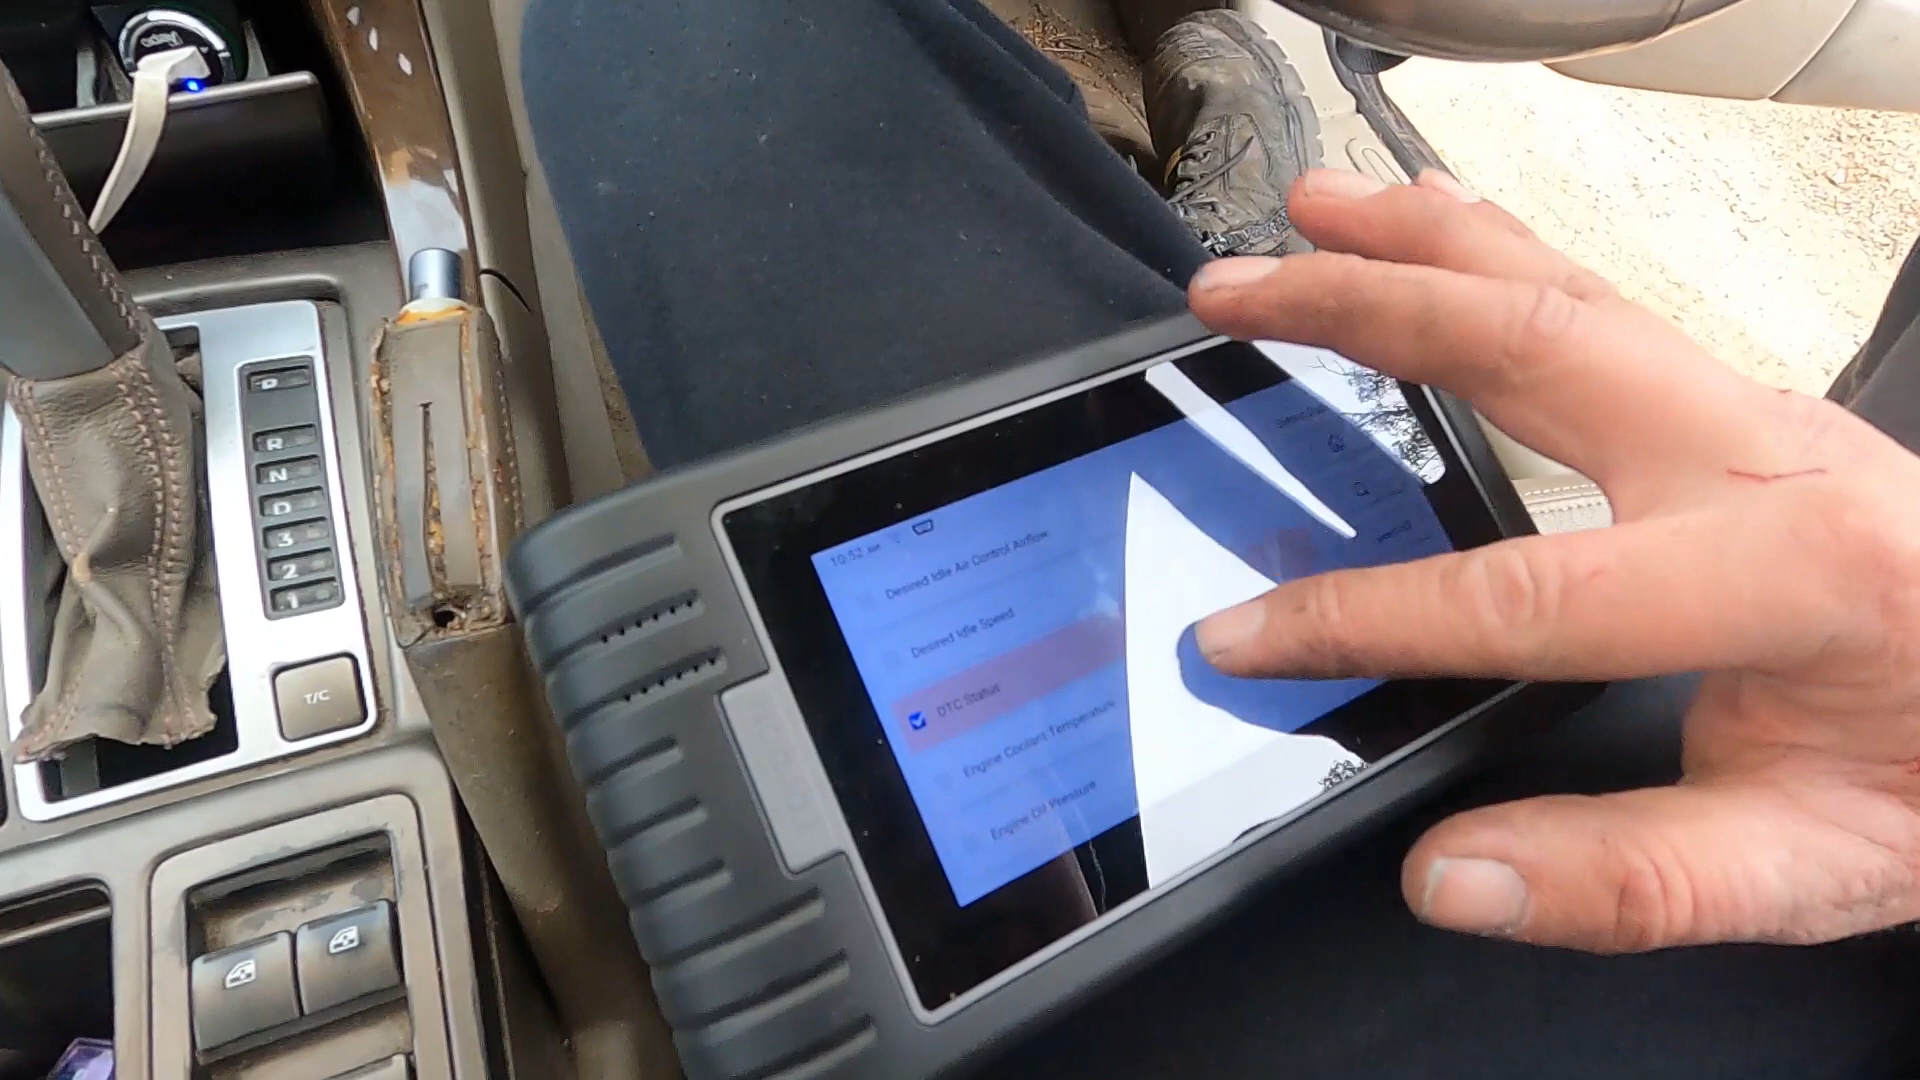 P
R
N
D
3
2
1
T/C
10:52 AM
Desired Idle Air Control Airflow
Desired Idle Speed
DTC Status
Engine Coolant Temperature
Engine Oil Pressure